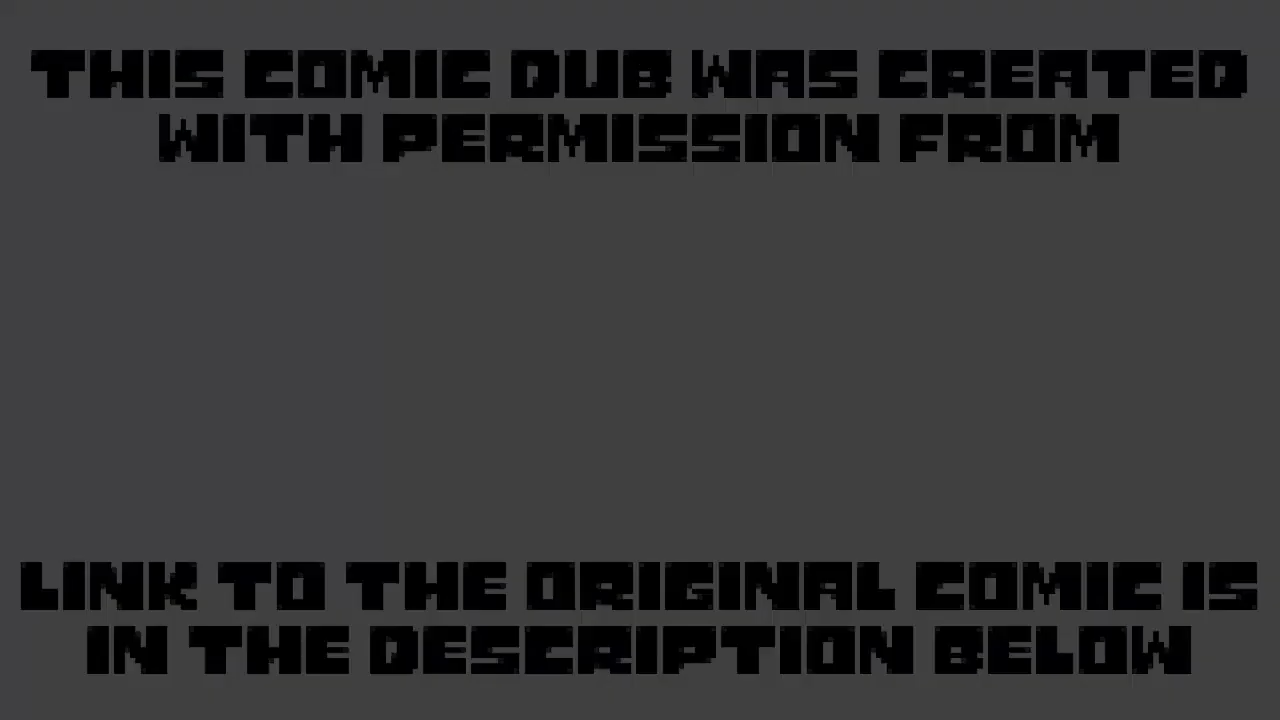 THIS COMIC DUB WAS CREATED
WITH PERMISSION FROM
LINK TO THE ORIGINAL COMIC IS
IN THE DESCRIPTION BELOW